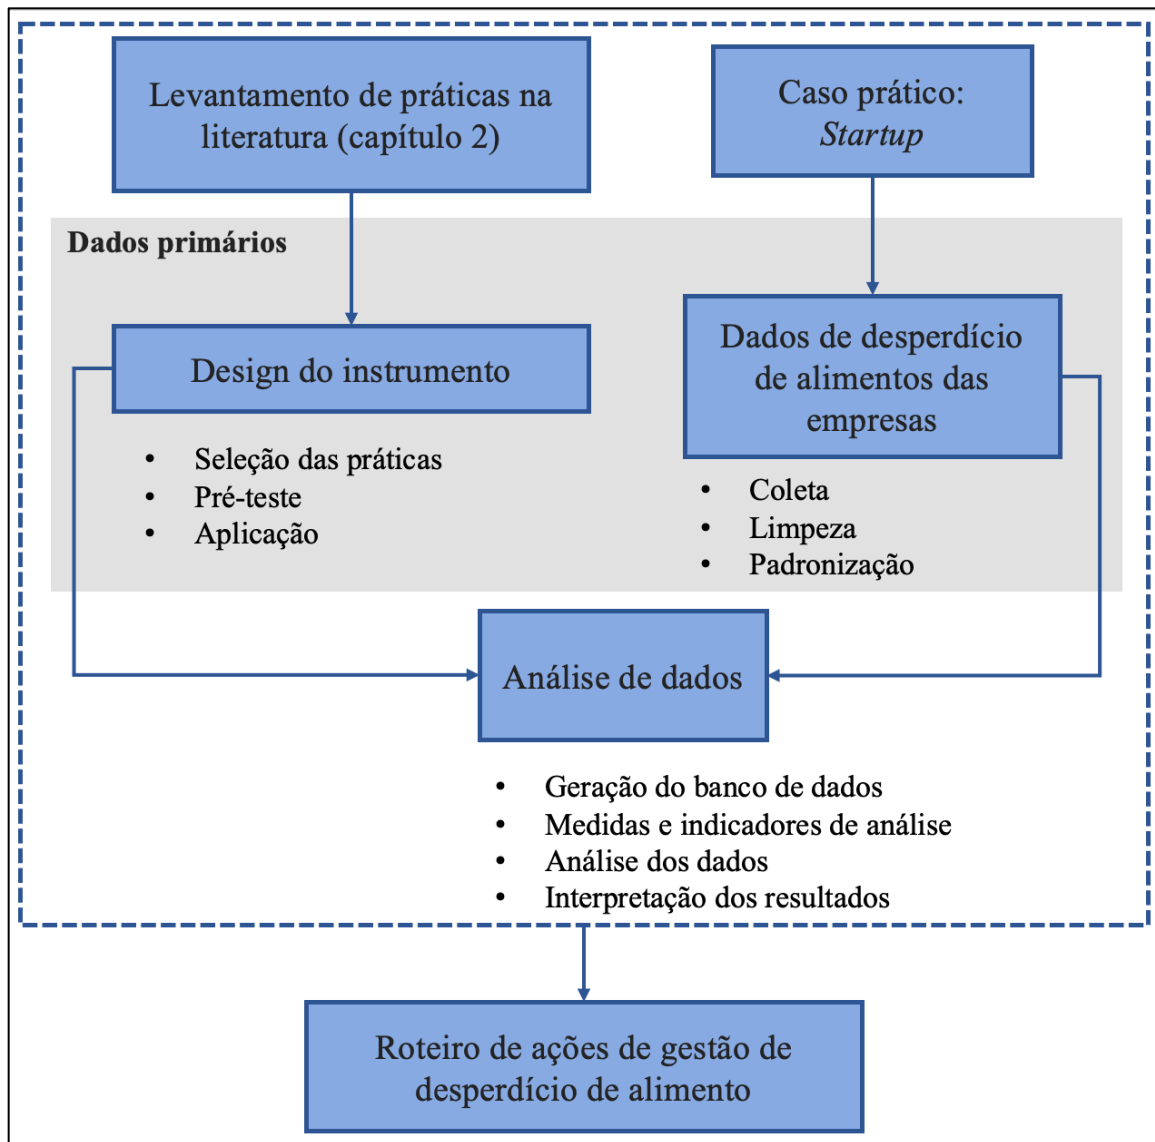 Levantamento de práticas na
literatura (capítulo 2)
Caso prático:
Startup
Dados primários
Design do instrumento
• Seleção das práticas
• Pré-teste
• Aplicação
Dados de desperdício
de alimentos das
empresas
• Coleta
• Limpeza
• Padronização
Análise de dados
• Geração do banco de dados
• Medidas e indicadores de análise
• Análise dos dados
• Interpretação dos resultados
Roteiro de ações de gestão de
desperdício de alimento